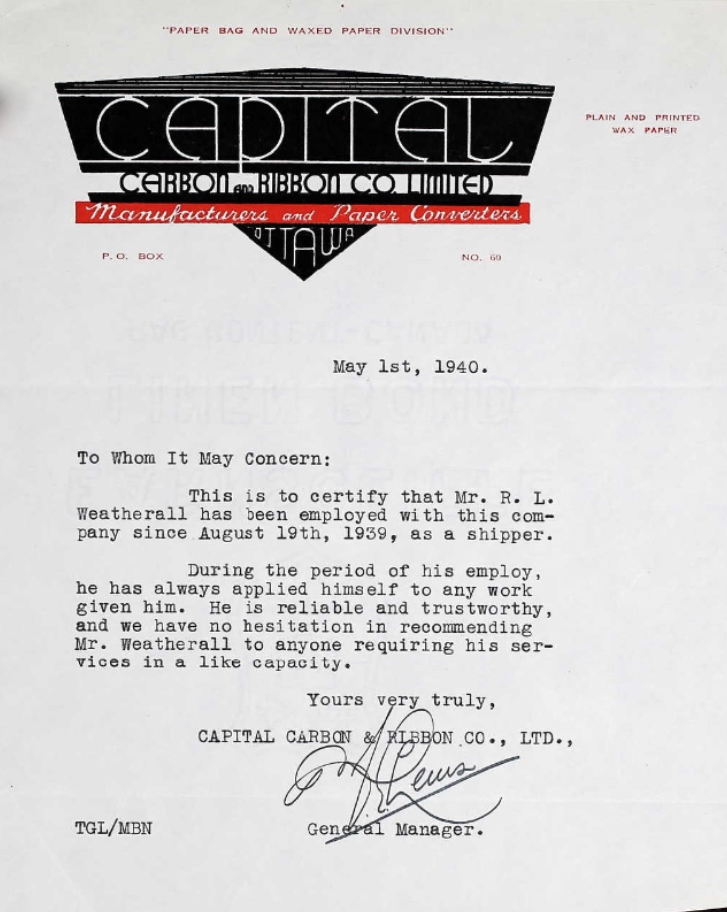 "PAPER BAG AND WAXED PAPER DIVISION"
CAPITAL
PLAIN AND PRINTED
WAX PAPER
CARBON AND RIBBON CO. LIMITED
Manufacturers and Paper Converters
OTTAWA
P. O. BOX NO. 60
May 1st, 1940.
To Whom It May Concern:
This is to certify that Mr. R. L.
Weatherall has been employed with this com-
pany since August 19th, 1939, as a shipper.
During the period of his employ,
he has always applied himself to any work
given him. He is reliable and trustworthy,
and we have no hesitation in recommending
Mr. Weatherall to anyone requiring his ser-
vices in a like capacity.
Yours very truly,
CAPITAL CARBON & RIBBON CO., LTD.,
Lewis
TGL/MBN General Manager.